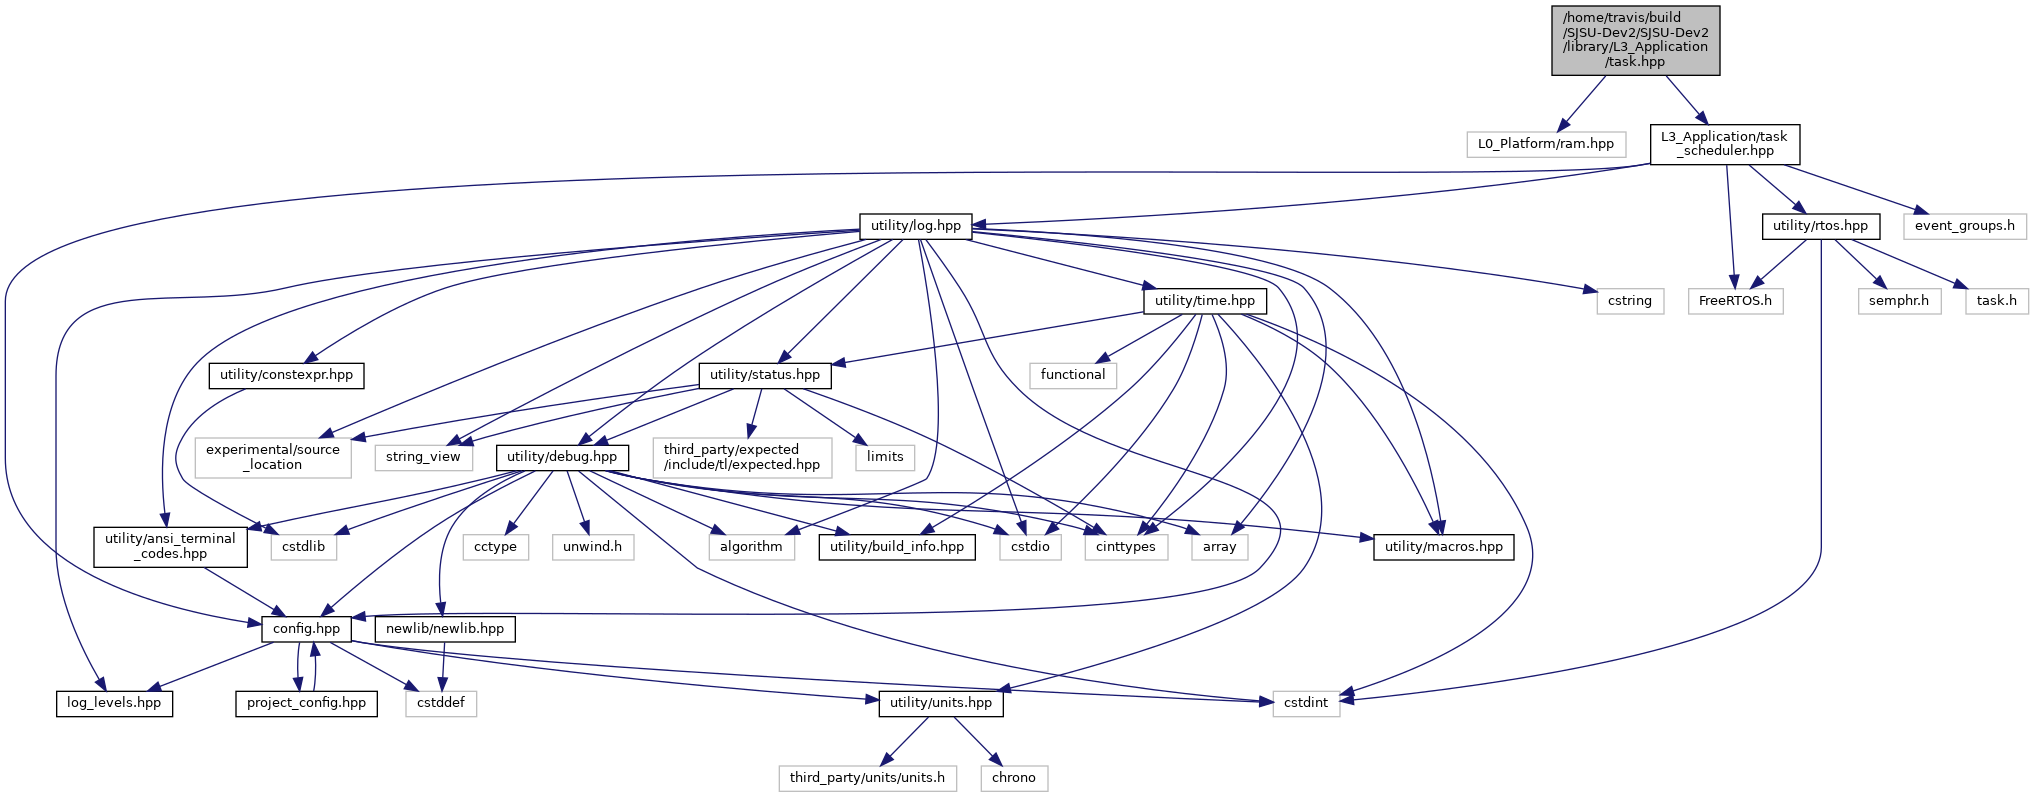 /home/travis/build
/SJSU-Dev2/SJSU-Dev2
/library/L3_Application
/task.hpp
L0_Platform/ram.hpp
L3_Application/task
_scheduler.hpp
utility/log.hpp
utility/rtos.hpp
event_groups.h
utility/time.hpp
cstring
FreeRTOS.h
semphr.h
task.h
utility/constexpr.hpp
utility/status.hpp
functional
experimental/source
_location
string_view
utility/debug.hpp
third_party/expected
/include/tl/expected.hpp
limits
utility/ansi_terminal
_codes.hpp
cstdlib
cctype
unwind.h
algorithm
utility/build_info.hpp
cstdio
cinttypes
array
utility/macros.hpp
config.hpp
newlib/newlib.hpp
log_levels.hpp
project_config.hpp
cstddef
utility/units.hpp
cstdint
third_party/units/units.h
chrono